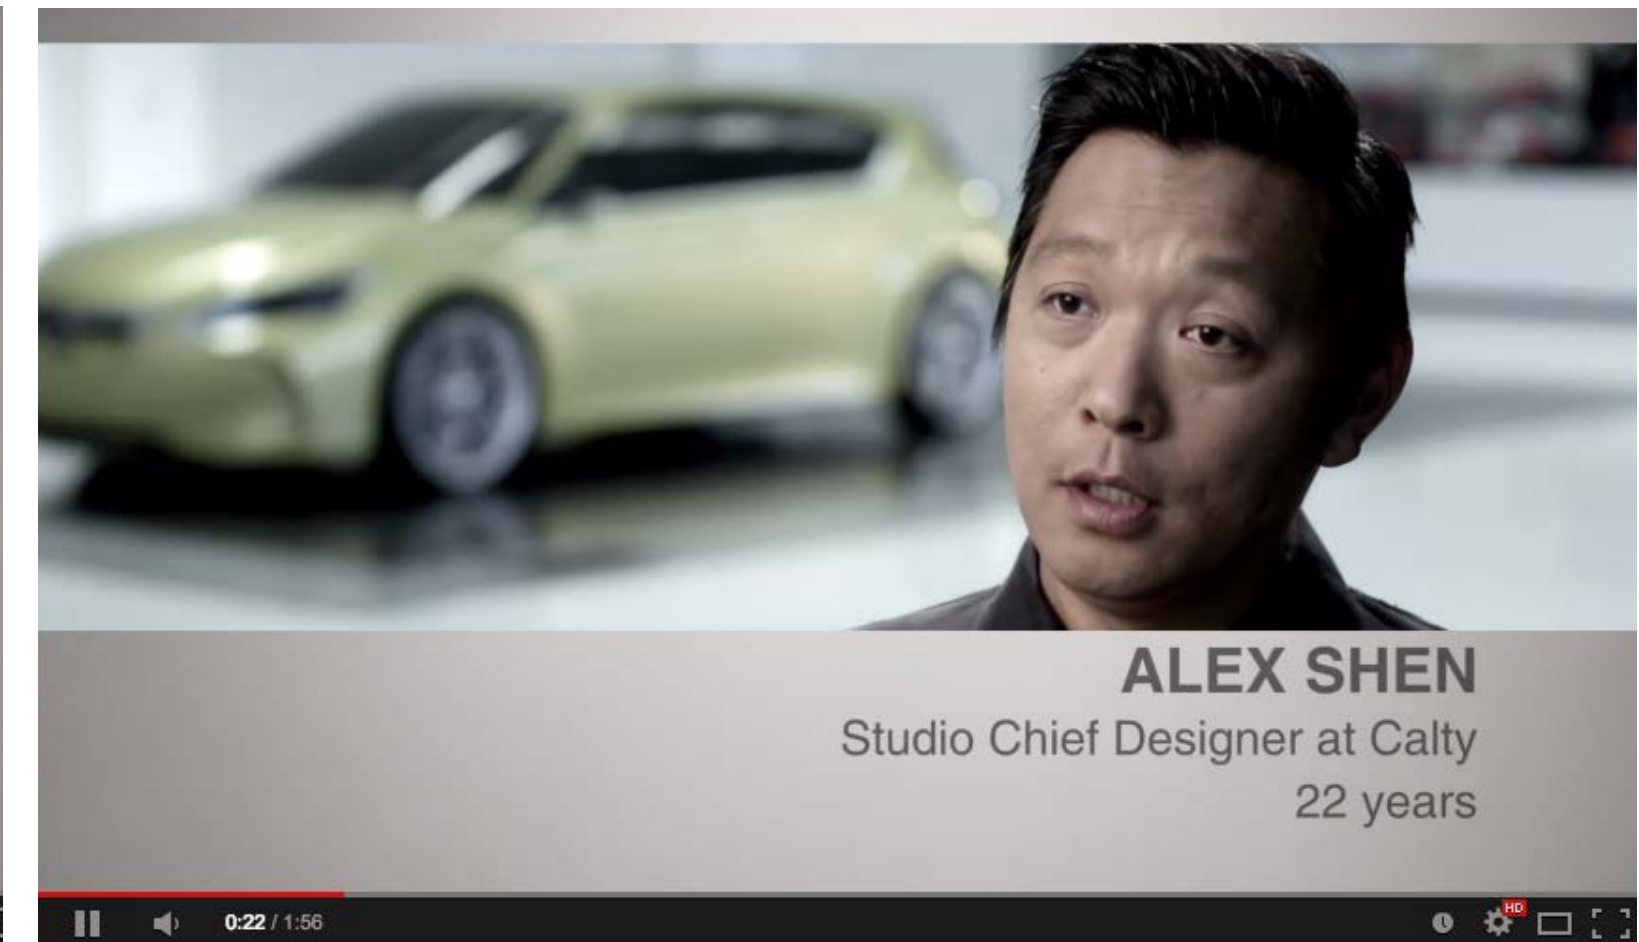 ALEX SHEN
Studio Chief Designer at Calty
22 years
0:22 / 1:56
HD